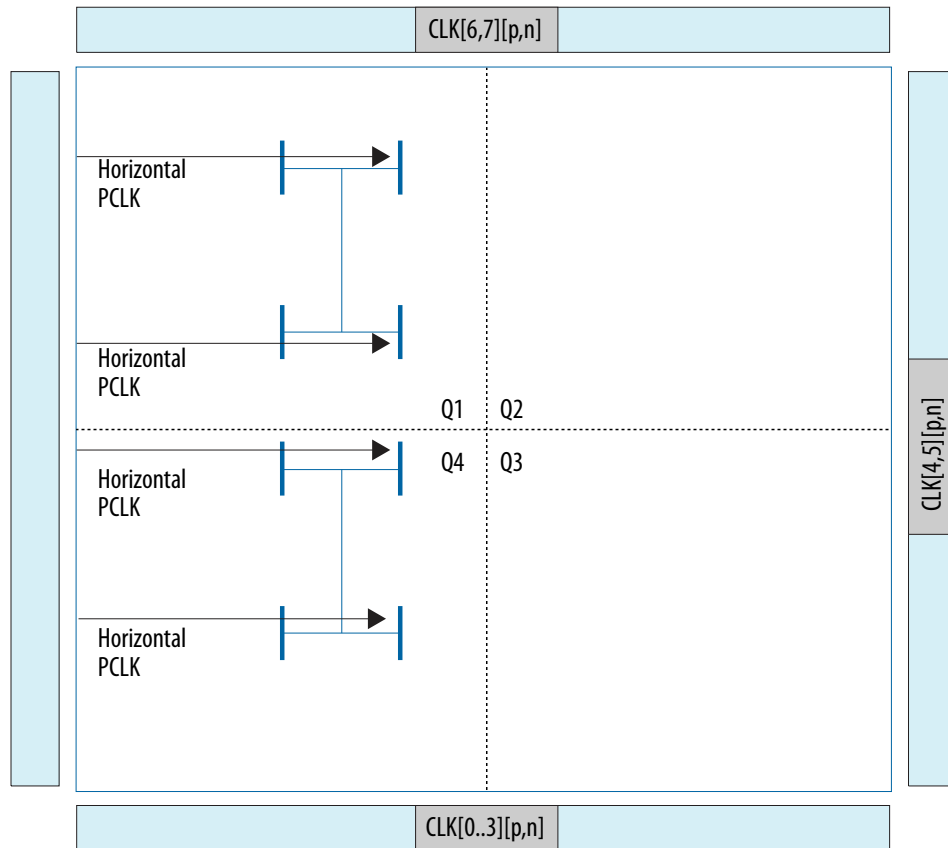 CLK[6,7][p,n]
Horizontal
PCLK
Horizontal
PCLK
Q1
Q2
Q4
Q3
CLK[4,5][p,n]
Horizontal
PCLK
Horizontal
PCLK
CLK[0..3][p,n]